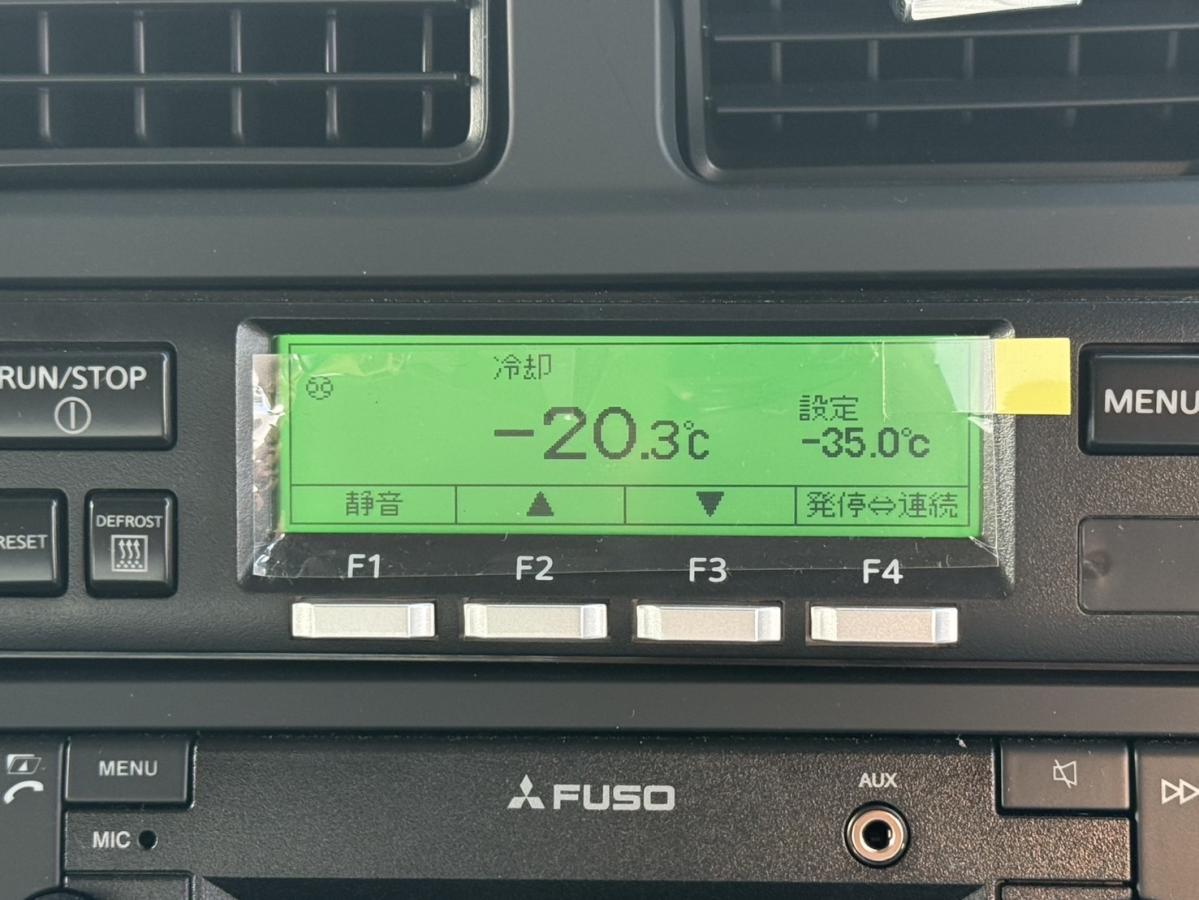 RUN/STOP
冷却
-20.3℃
設定
-35.0℃
MENU
静音
▲
▼
発停⇔連続
RESET
DEFROST
F1
F2
F3
F4
MENU
MIC
FUSO
AUX